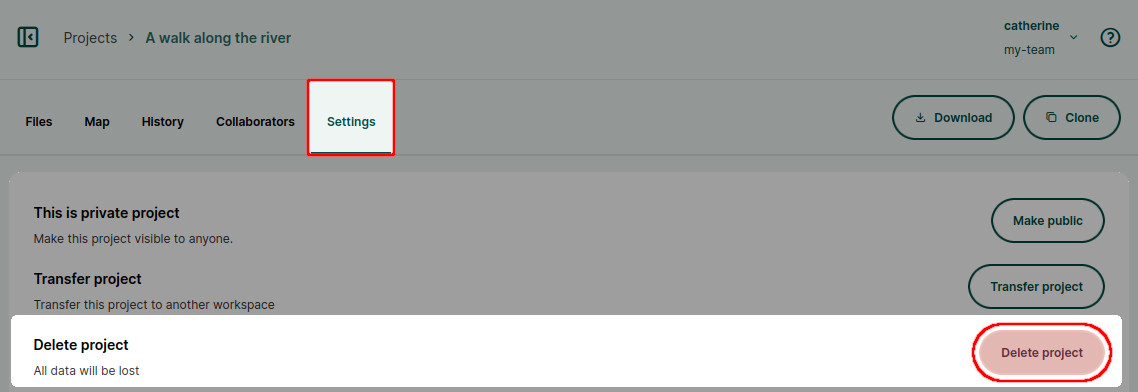 Projects > A walk along the river
catherine
my-team
Files Map History Collaborators Settings Download Clone
This is private project
Make this project visible to anyone.
Make public
Transfer project
Transfer this project to another workspace
Transfer project
Delete project
All data will be lost
Delete project